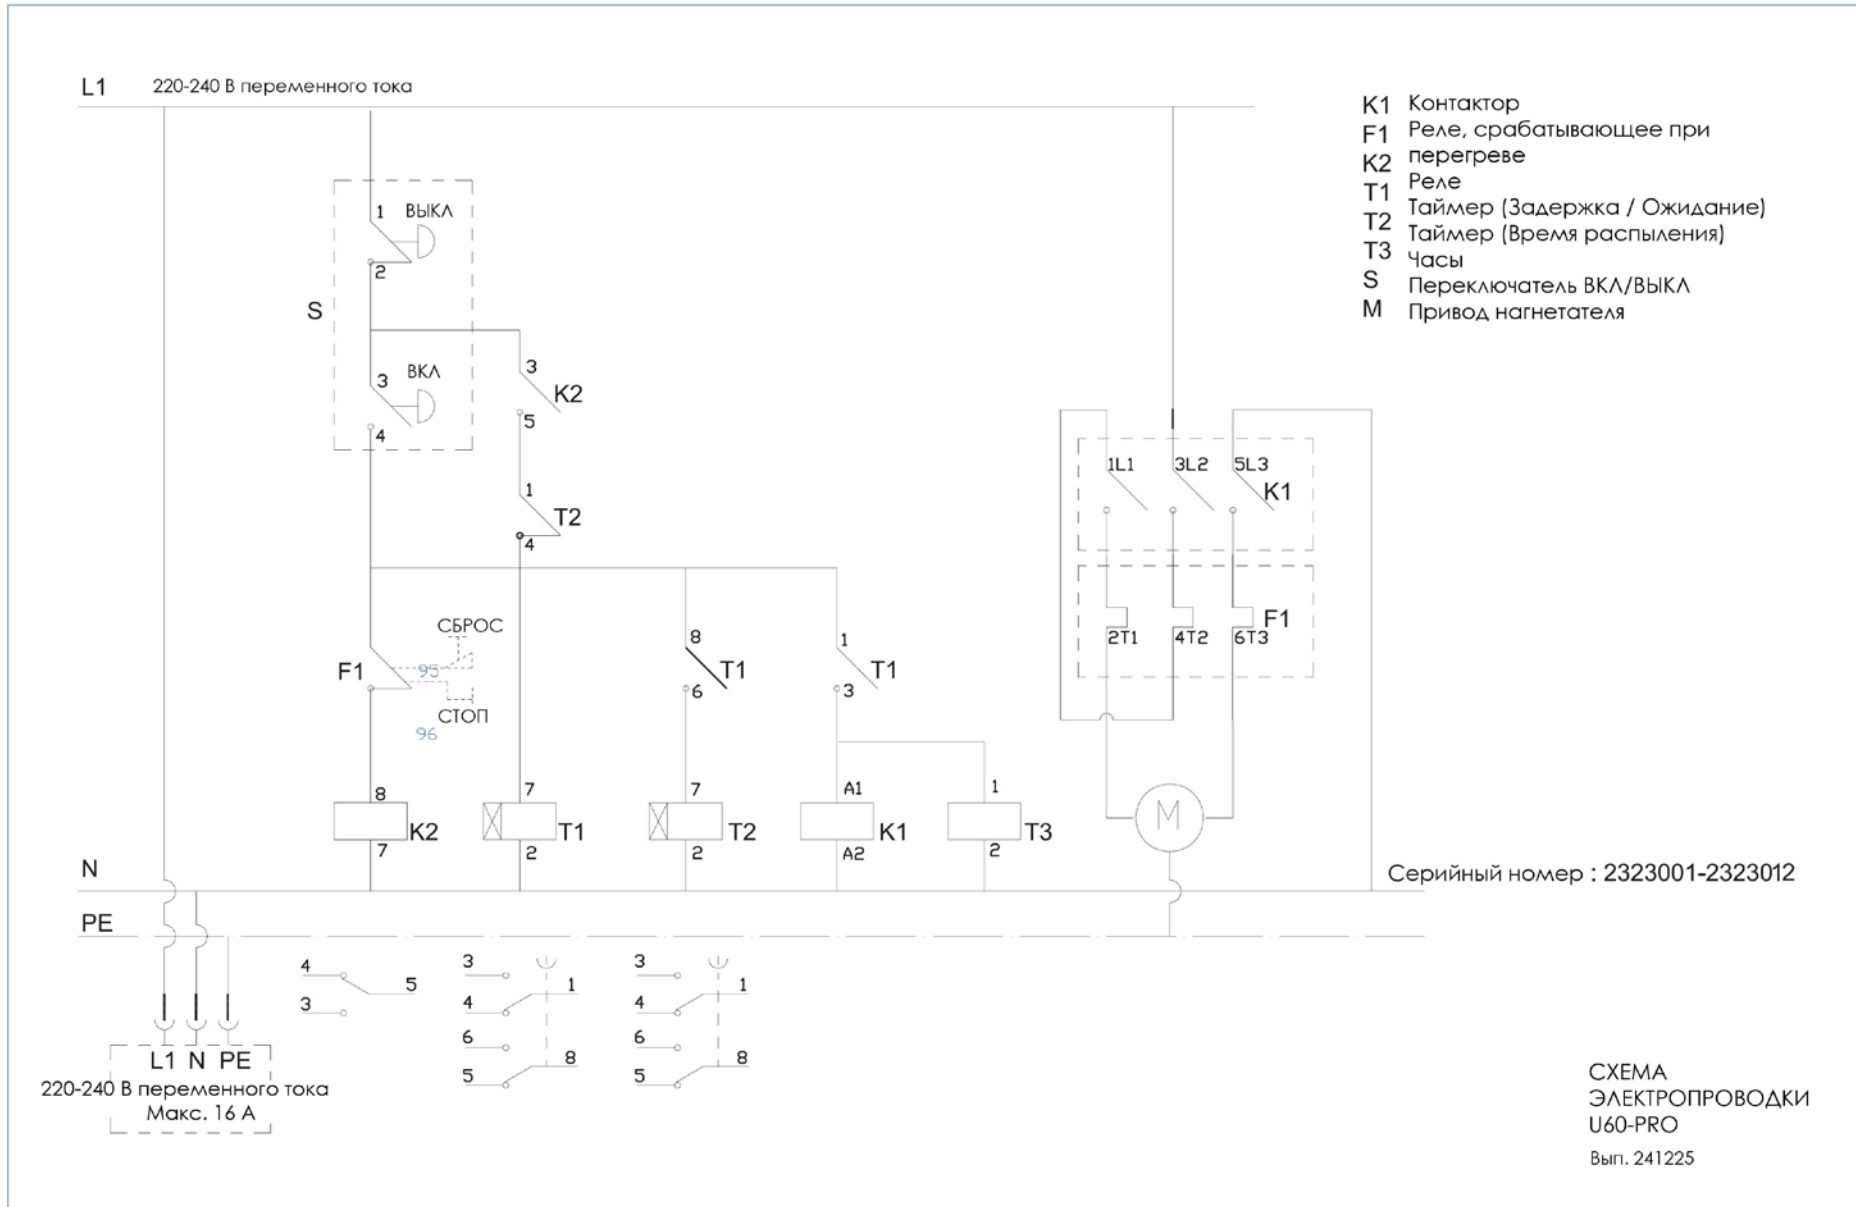 L1 220-240 В переменного тока
K1 Контактор
F1 Реле, срабатывающее при
K2 перегреве
T1 Реле
T2 Таймер (Задержка / Ожидание)
T3 Таймер (Время распыления)
Часы
S Переключатель ВКЛ/ВЫКЛ
M Привод нагнетателя
1 ВЫКЛ
2
S
3 ВКЛ
4
3
K2
5
1
T2
4
1L1 3L2 5L3
K1
F1
2T1 4T2 6T3
СБРОС
F1 95
СТОП
96
8
T1
6
1
T1
3
8 7 7 A1 1
K2 T1 T2 K1 T3
7 2 2 A2 2
M
N
Серийный номер : 2323001-2323012
PE
4 5
3
3 1
4
6 8
5
3 1
4
6 8
5
L1 N PE
220-240 В переменного тока
Макс. 16 А
СХЕМА
ЭЛЕКТРОПРОВОДКИ
U60-PRO
Вып. 241225